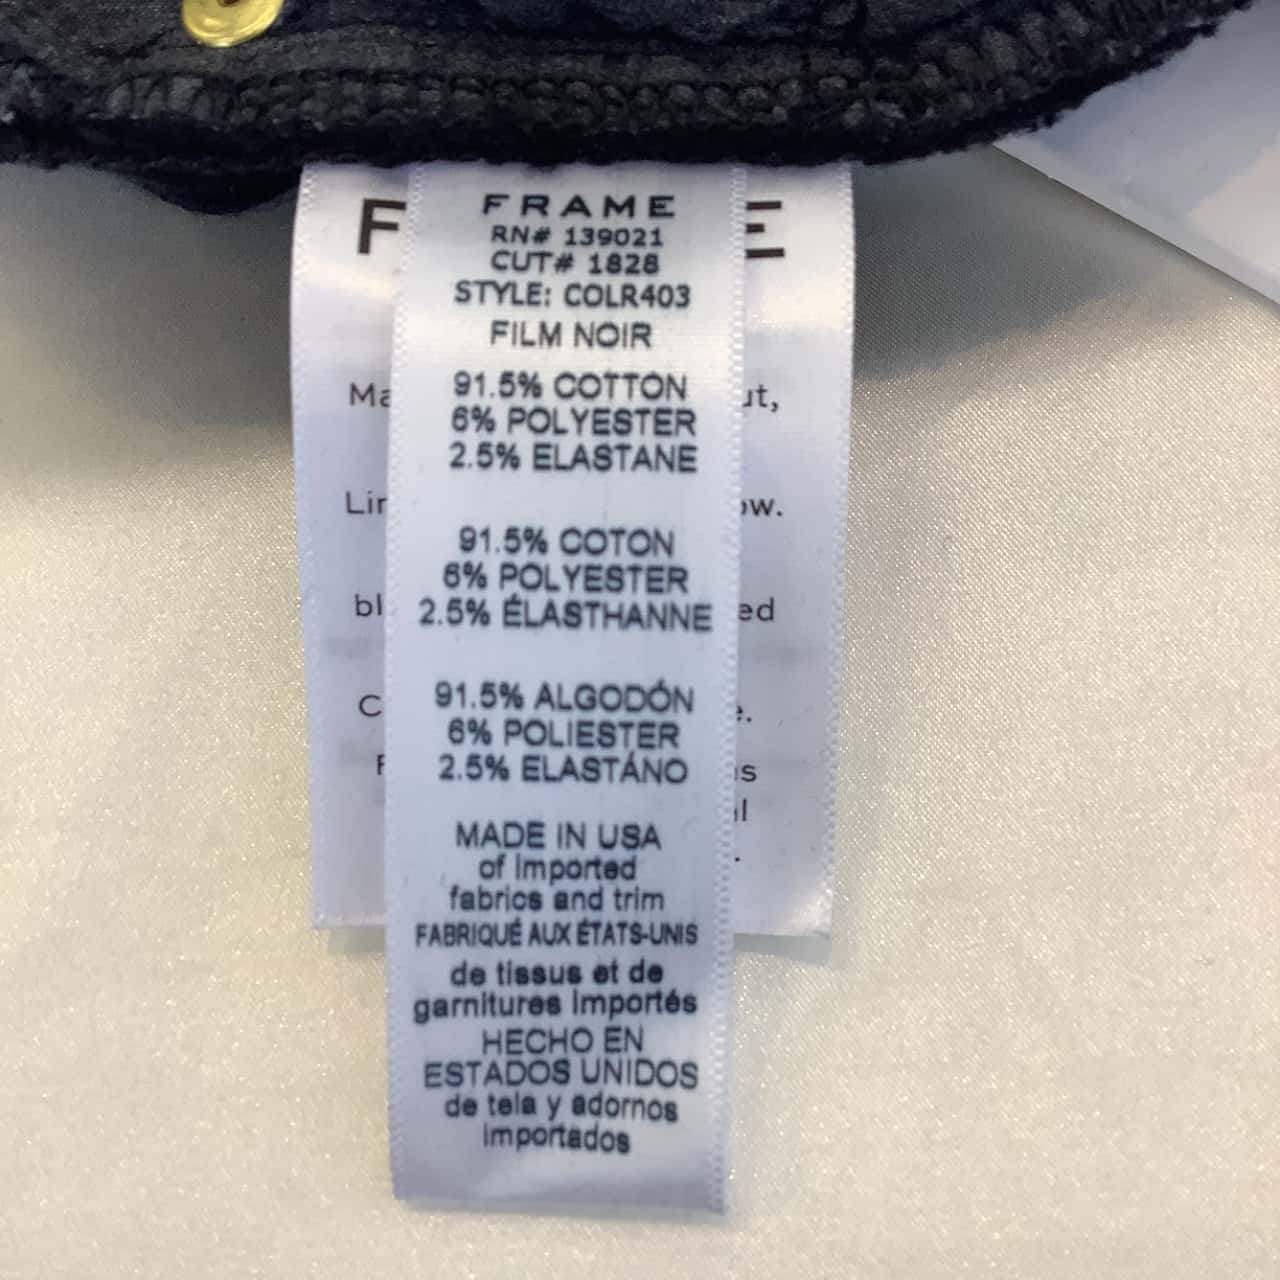 FRAME
RN# 139021
CUT# 1828
STYLE: COLR403
FILM NOIR
91.5% COTTON
6% POLYESTER
2.5% ELASTANE
91.5% COTON
6% POLYESTER
2.5% ÉLASTHANNE
91.5% ALGODÓN
6% POLIESTER
2.5% ELASTÁNO
MADE IN USA
of imported
fabrics and trim
FABRIQUÉ AUX ÉTATS-UNIS
de tissus et de
garnitures importés
HECHO EN
ESTADOS UNIDOS
de tela y adornos
importados